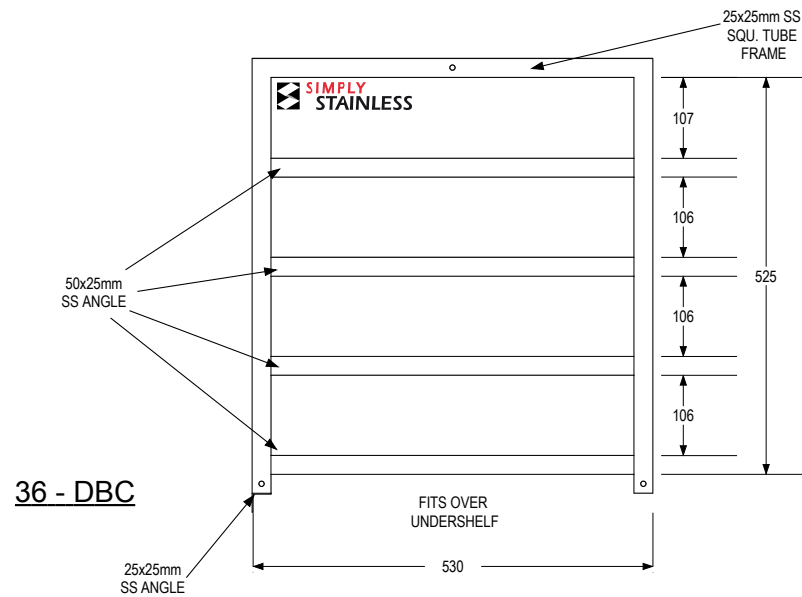 25x25mm SS
SQU. TUBE
FRAME
SIMPLY
STAINLESS
107
106
50x25mm
SS ANGLE
525
106
106
36 - DBC
FITS OVER
UNDERSHELF
530
25x25mm
SS ANGLE